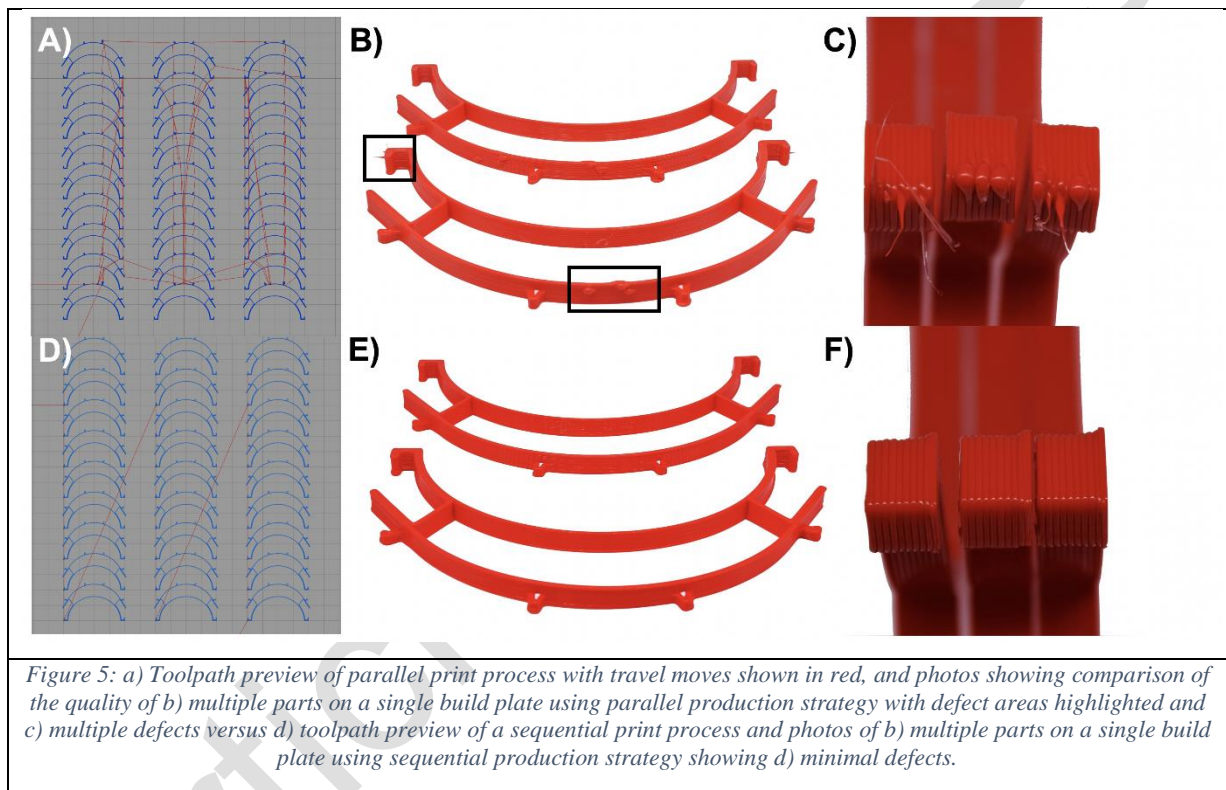 A)
B)
C)
D)
E)
F)
Figure 5: a) Toolpath preview of parallel print process with travel moves shown in red, and photos showing comparison of
the quality of b) multiple parts on a single build plate using parallel production strategy with defect areas highlighted and
c) multiple defects versus d) toolpath preview of a sequential print process and photos of b) multiple parts on a single build
plate using sequential production strategy showing d) minimal defects.